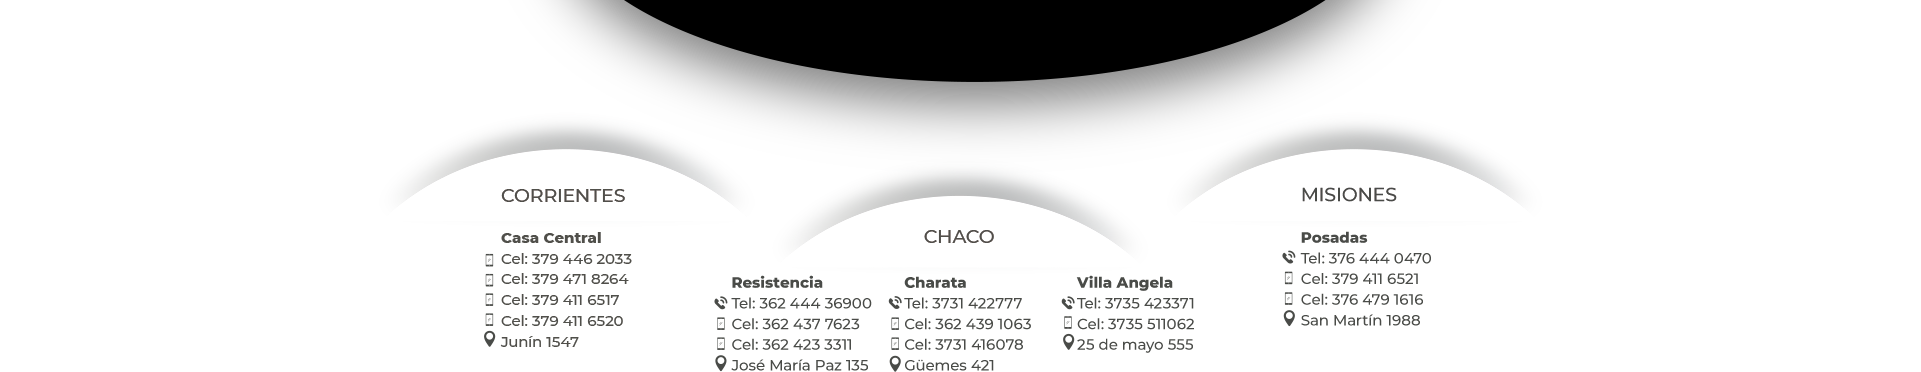 CORRIENTES
Casa Central
Cel: 379 446 2033
Cel: 379 471 8264
Cel: 379 411 6517
Cel: 379 411 6520
Junín 1547
CHACO
Resistencia
Tel: 362 444 36900
Cel: 362 437 7623
Cel: 362 423 3311
José María Paz 135
Charata
Tel: 3731 422777
Cel: 362 439 1063
Cel: 3731 416078
Güemes 421
Villa Angela
Tel: 3735 423371
Cel: 3735 511062
25 de mayo 555
MISIONES
Posadas
Tel: 376 444 0470
Cel: 379 411 6521
Cel: 376 479 1616
San Martín 1988